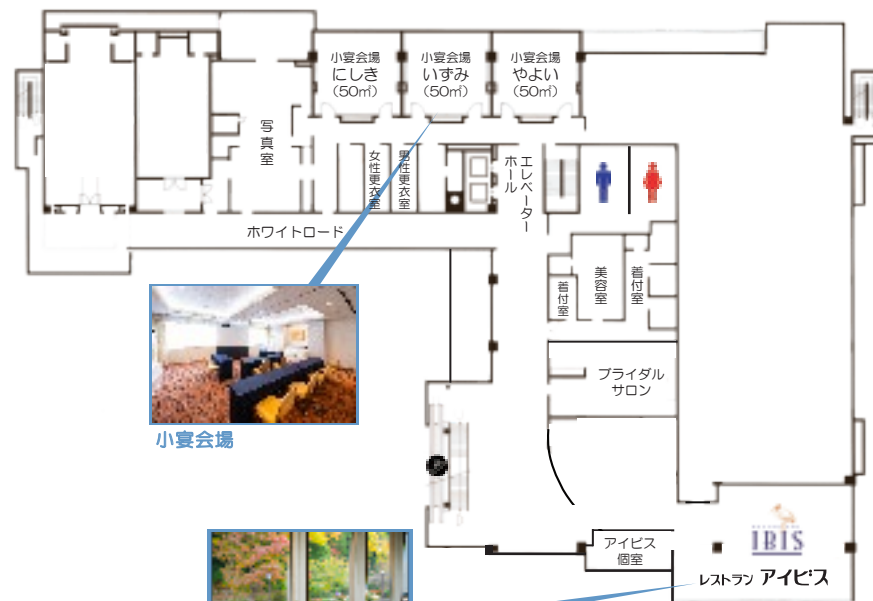 小宴会場
にしき
（50㎡）
小宴会場
いずみ
（50㎡）
小宴会場
やよい
（50㎡）
写真室
女性更衣室
男性更衣室
エレベーター
ホール
ホワイトロード
着付室
美容室
着付室
ブライダル
サロン
小宴会場
アイビス
個室
IBIS
レストラン アイビス